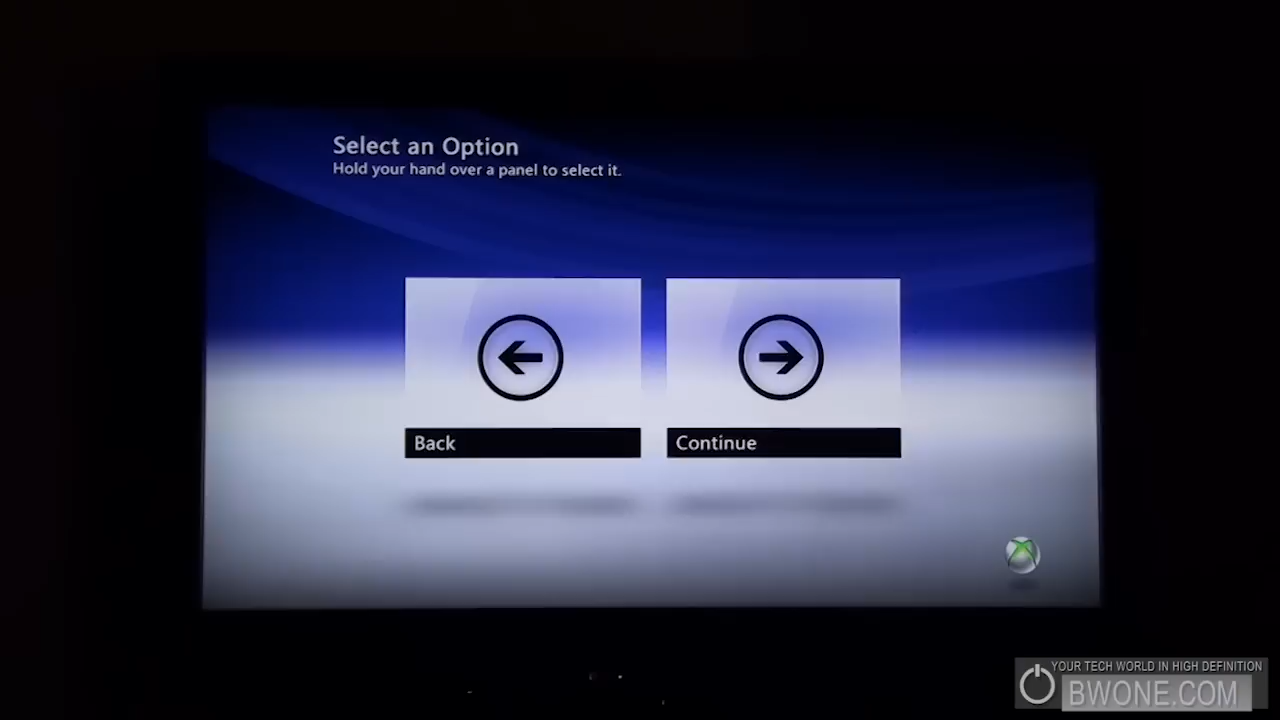 Select an Option
Hold your hand over a panel to select it.
Back
Continue
YOUR TECH WORLD IN HIGH DEFINITION
BWONE.COM